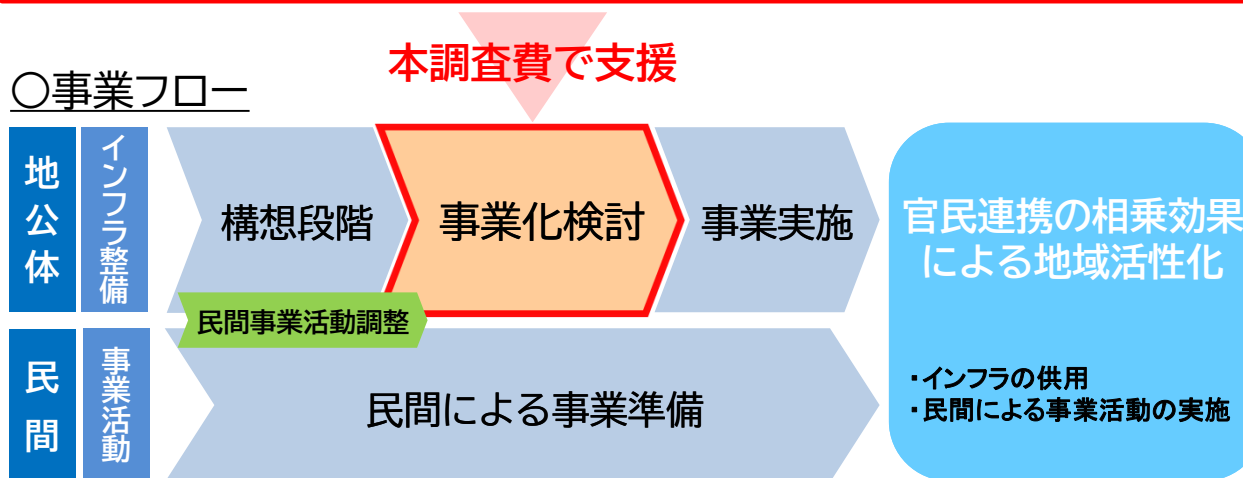 本調査費で支援
〇事業フロー
地公体
インフラ整備
構想段階
事業化検討
事業実施
民間事業活動調整
民間
事業活動
民間による事業準備
官民連携の相乗効果
による地域活性化
・インフラの供用
・民間による事業活動の実施